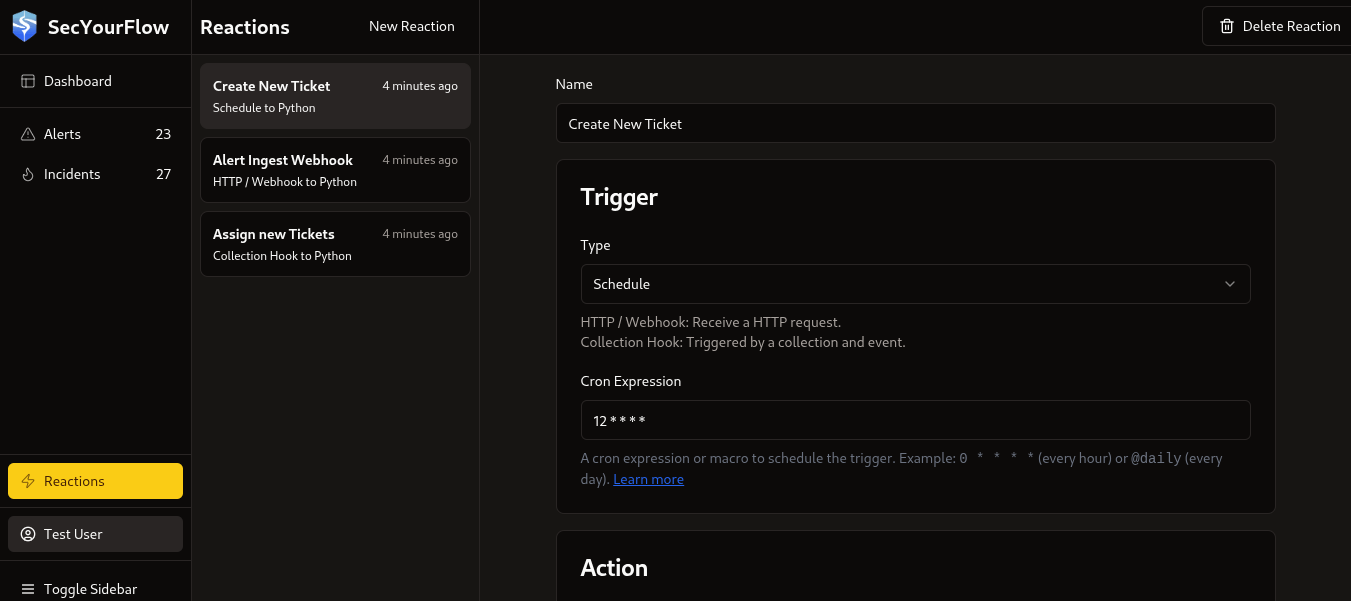 SecYourFlow
Dashboard
Alerts 23
Incidents 27
Reactions
Test User
Toggle Sidebar
Reactions New Reaction
Create New Ticket 4 minutes ago
Schedule to Python
Alert Ingest Webhook 4 minutes ago
HTTP / Webhook to Python
Assign new Tickets 4 minutes ago
Collection Hook to Python
Delete Reaction
Name
Create New Ticket
Trigger
Type
Schedule
HTTP / Webhook: Receive a HTTP request.
Collection Hook: Triggered by a collection and event.
Cron Expression
12 * * * *
A cron expression or macro to schedule the trigger. Example: 0 * * * * (every hour) or @daily (every
day). Learn more
Action